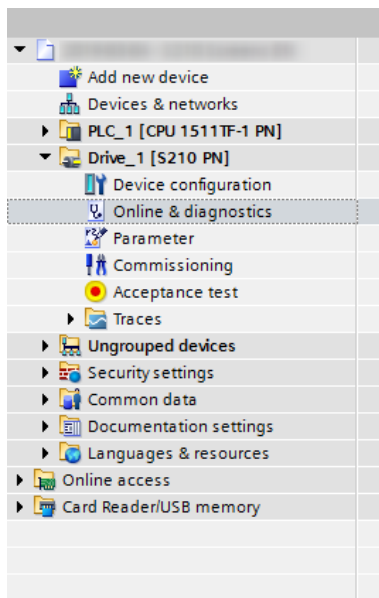 Add new device
Devices & networks
PLC_1 [CPU 1511TF-1 PN]
Drive_1 [S210 PN]
Device configuration
Online & diagnostics
Parameter
Commissioning
Acceptance test
Traces
Ungrouped devices
Security settings
Common data
Documentation settings
Languages & resources
Online access
Card Reader/USB memory